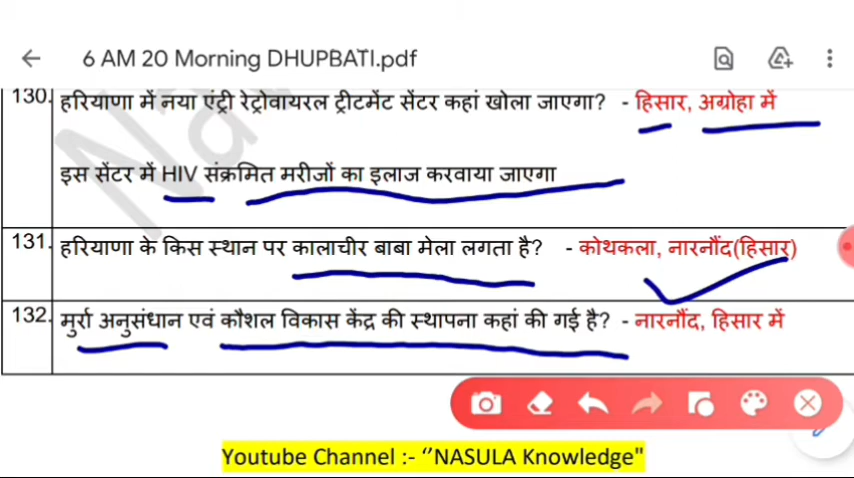 6 AM 20 Morning DHUPBATI.pdf
130. हरियाणा में नया एंट्री रेट्रोवायरल ट्रीटमेंट सेंटर कहां खोला जाएगा? - हिसार, अग्रोहा में
इस सेंटर में HIV संक्रमित मरीजों का इलाज करवाया जाएगा
131. हरियाणा के किस स्थान पर कालाचीर बाबा मेला लगता है? - कोथकला, नारनौंद(हिसार)
132. मुर्रा अनुसंधान एवं कौशल विकास केंद्र की स्थापना कहां की गई है? - नारनौंद, हिसार में
Youtube Channel :- ‘’NASULA Knowledge"